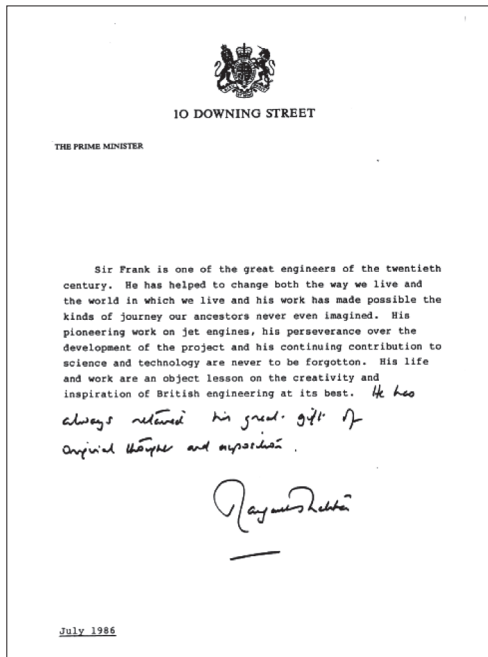 10 DOWNING STREET
THE PRIME MINISTER
Sir Frank is one of the great engineers of the twentieth
century. He has helped to change both the way we live and
the world in which we live and his work has made possible the
kinds of journey our ancestors never even imagined. His
pioneering work on jet engines, his perseverance over the
development of the project and his continuing contribution to
science and technology are never to be forgotton. His life
and work are an object lesson on the creativity and
inspiration of British engineering at its best. He has
always retained his great gift of
original thought and exposition.
Margaret Thatcher
July 1986